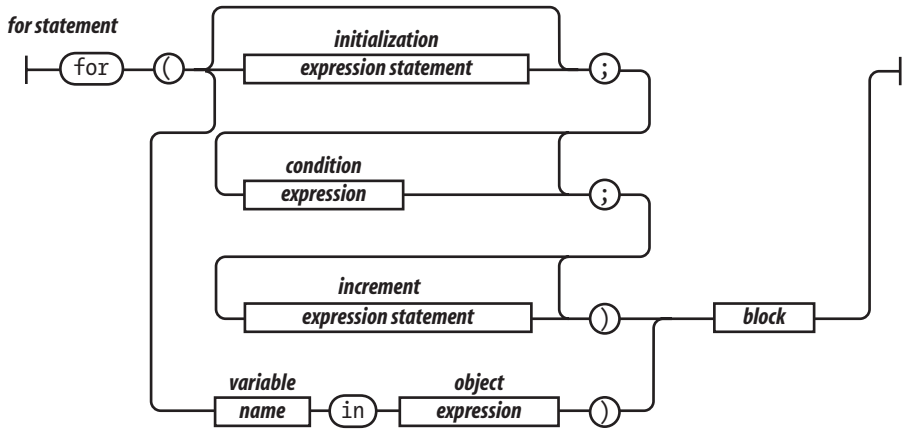 for statement
initialization
for ( expression statement ;
condition
expression ;
increment
expression statement ) block
variable object
name in expression )